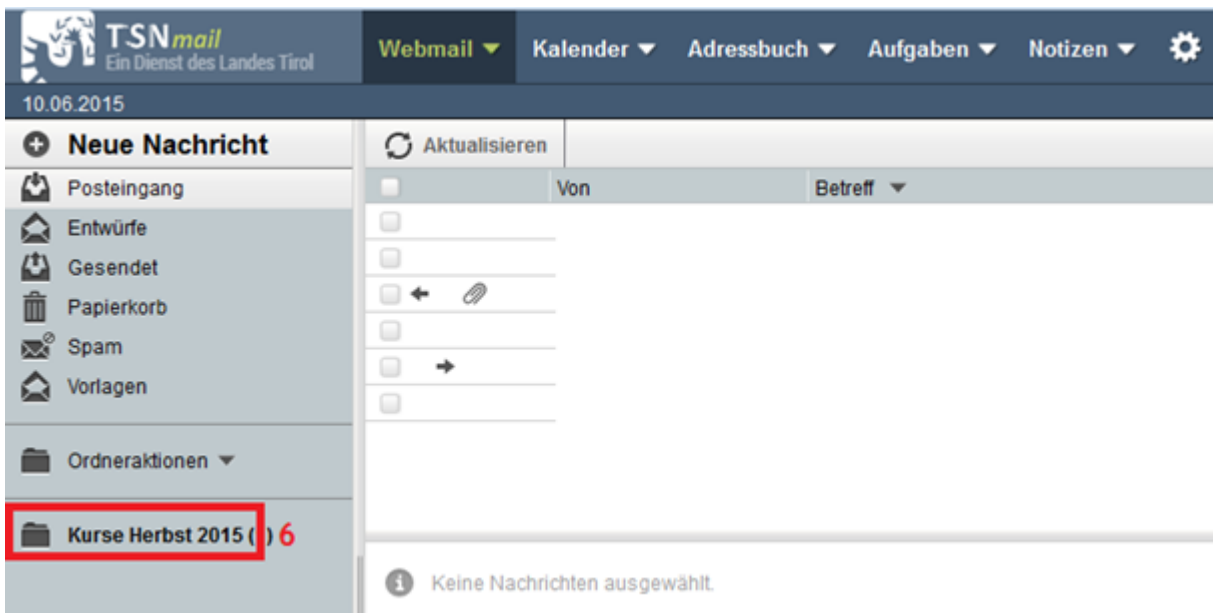 TSNmail
Ein Dienst des Landes Tirol
Webmail Kalender Adressbuch Aufgaben Notizen
10.06.2015
Neue Nachricht
Aktualisieren
Posteingang
Von Betreff
Entwürfe
Gesendet
Papierkorb
Spam
Vorlagen
Ordneraktionen
Kurse Herbst 2015 ( ) 6
Keine Nachrichten ausgewählt.